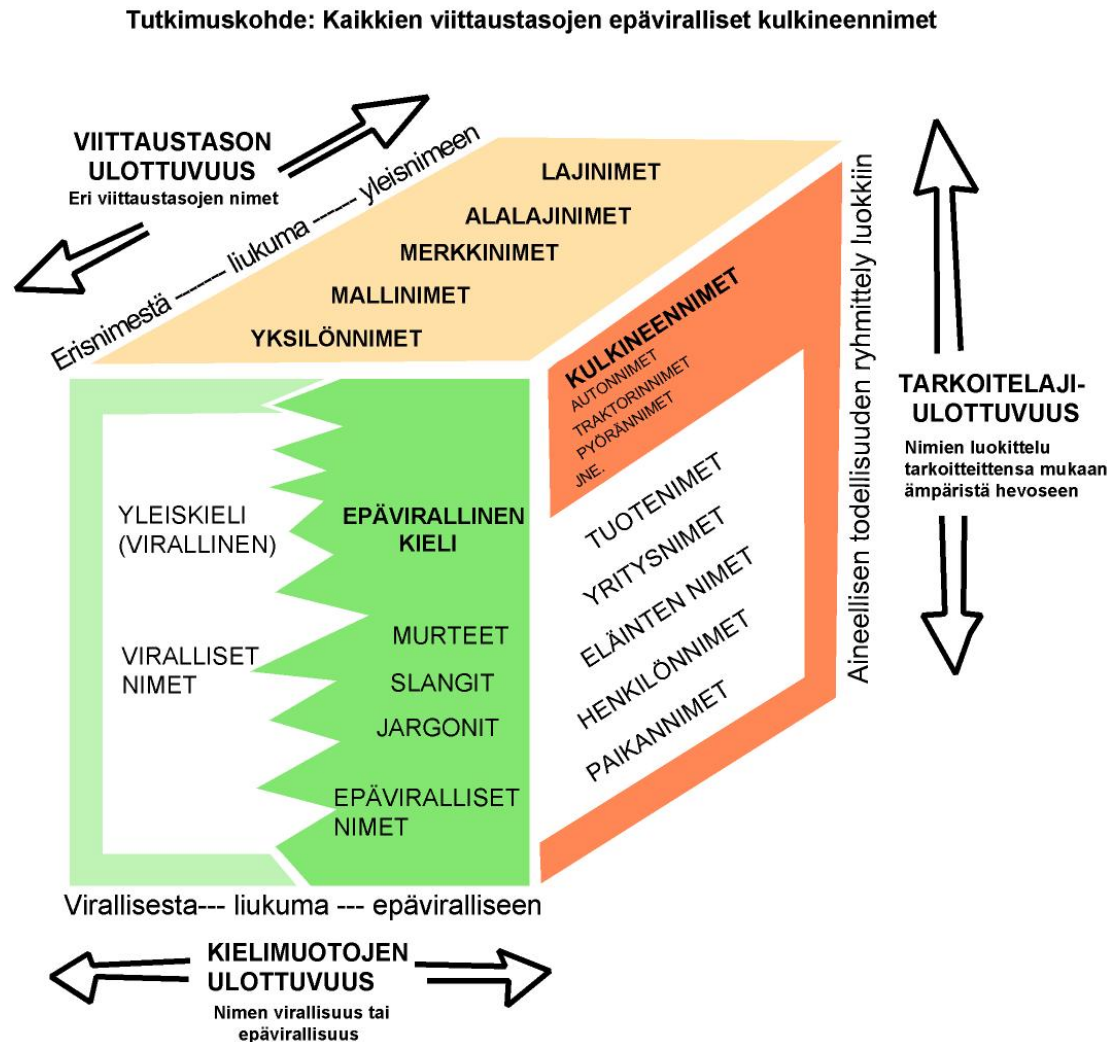 Tutkimuskohde: Kaikkien viittaustasojen epäviralliset kulkineennimet
VIITTAUSTASON
ULOTTUVUUS
Eri viittaustasojen nimet
Erisnimestä ------- liukuma ------- yleisnimeen
LAJINIMET
ALALAJINIMET
MERKKINIMET
MALLINIMET
YKSILÖNNIMET
KULKINEENNIMET
AUTONNIMET
TRAKTORINNIMET
PYÖRÄNNIMET
JNE.
TUOTENIMET
YRITYSNIMET
ELÄINTEN NIMET
HENKILÖNNIMET
PAIKANNIMET
Aineellisen todellisuuden ryhmittely luokkiin
TARKOITELAJI-
ULOTTUVUUS
Nimien luokittelu
tarkoitteittensa mukaan
ämpäristä hevoseen
YLEISKIELI
(VIRALLINEN)
VIRALLISET
NIMET
EPÄVIRALLINEN
KIELI
MURTEET
SLANGIT
JARGONIT
EPÄVIRALLISET
NIMET
Virallisesta--- liukuma --- epäviralliseen
KIELIMUOTOJEN
ULOTTUVUUS
Nimen virallisuus tai
epävirallisuus